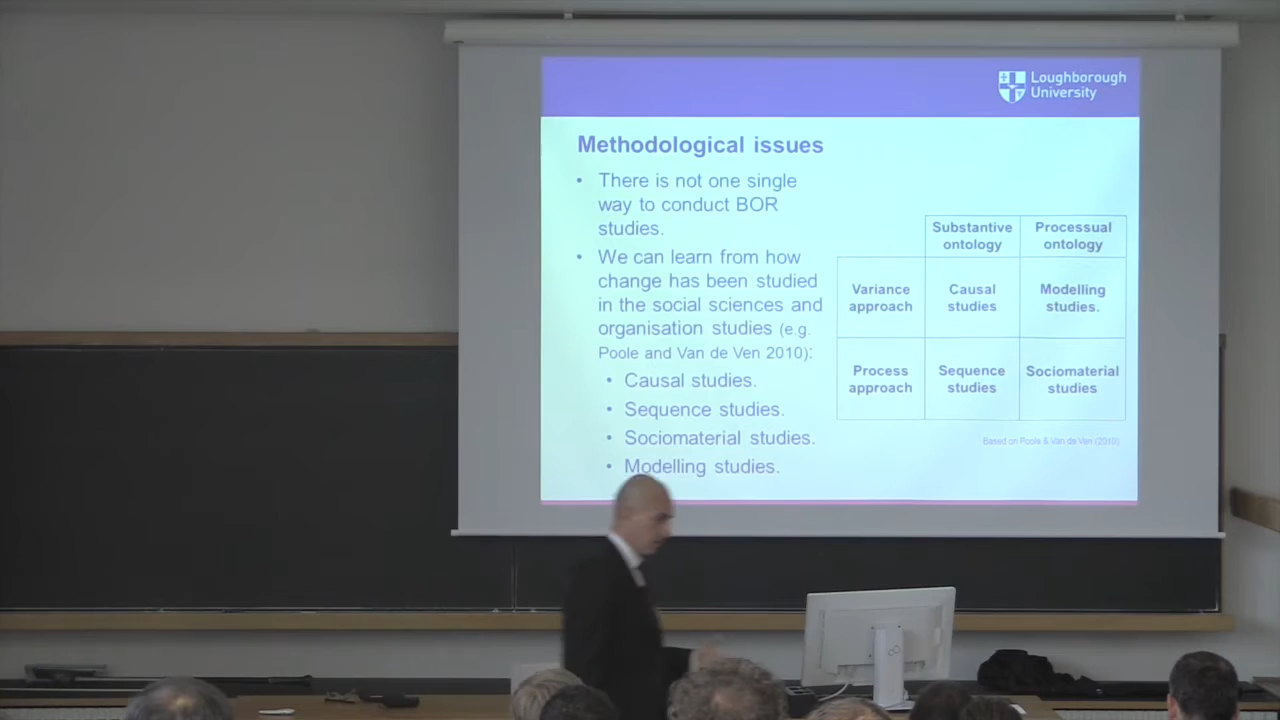 Loughborough
University
Methodological issues
• There is not one single
way to conduct BOR
studies.
• We can learn from how
change has been studied
in the social sciences and
organisation studies (e.g.
Poole and Van de Ven 2010):
• Causal studies.
• Sequence studies.
• Sociomaterial studies.
• Modelling studies.
Substantive
ontology
Processual
ontology
Variance
approach
Causal
studies
Modelling
studies.
Process
approach
Sequence
studies
Sociomaterial
studies
Based on Poole & Van de Ven (2010)